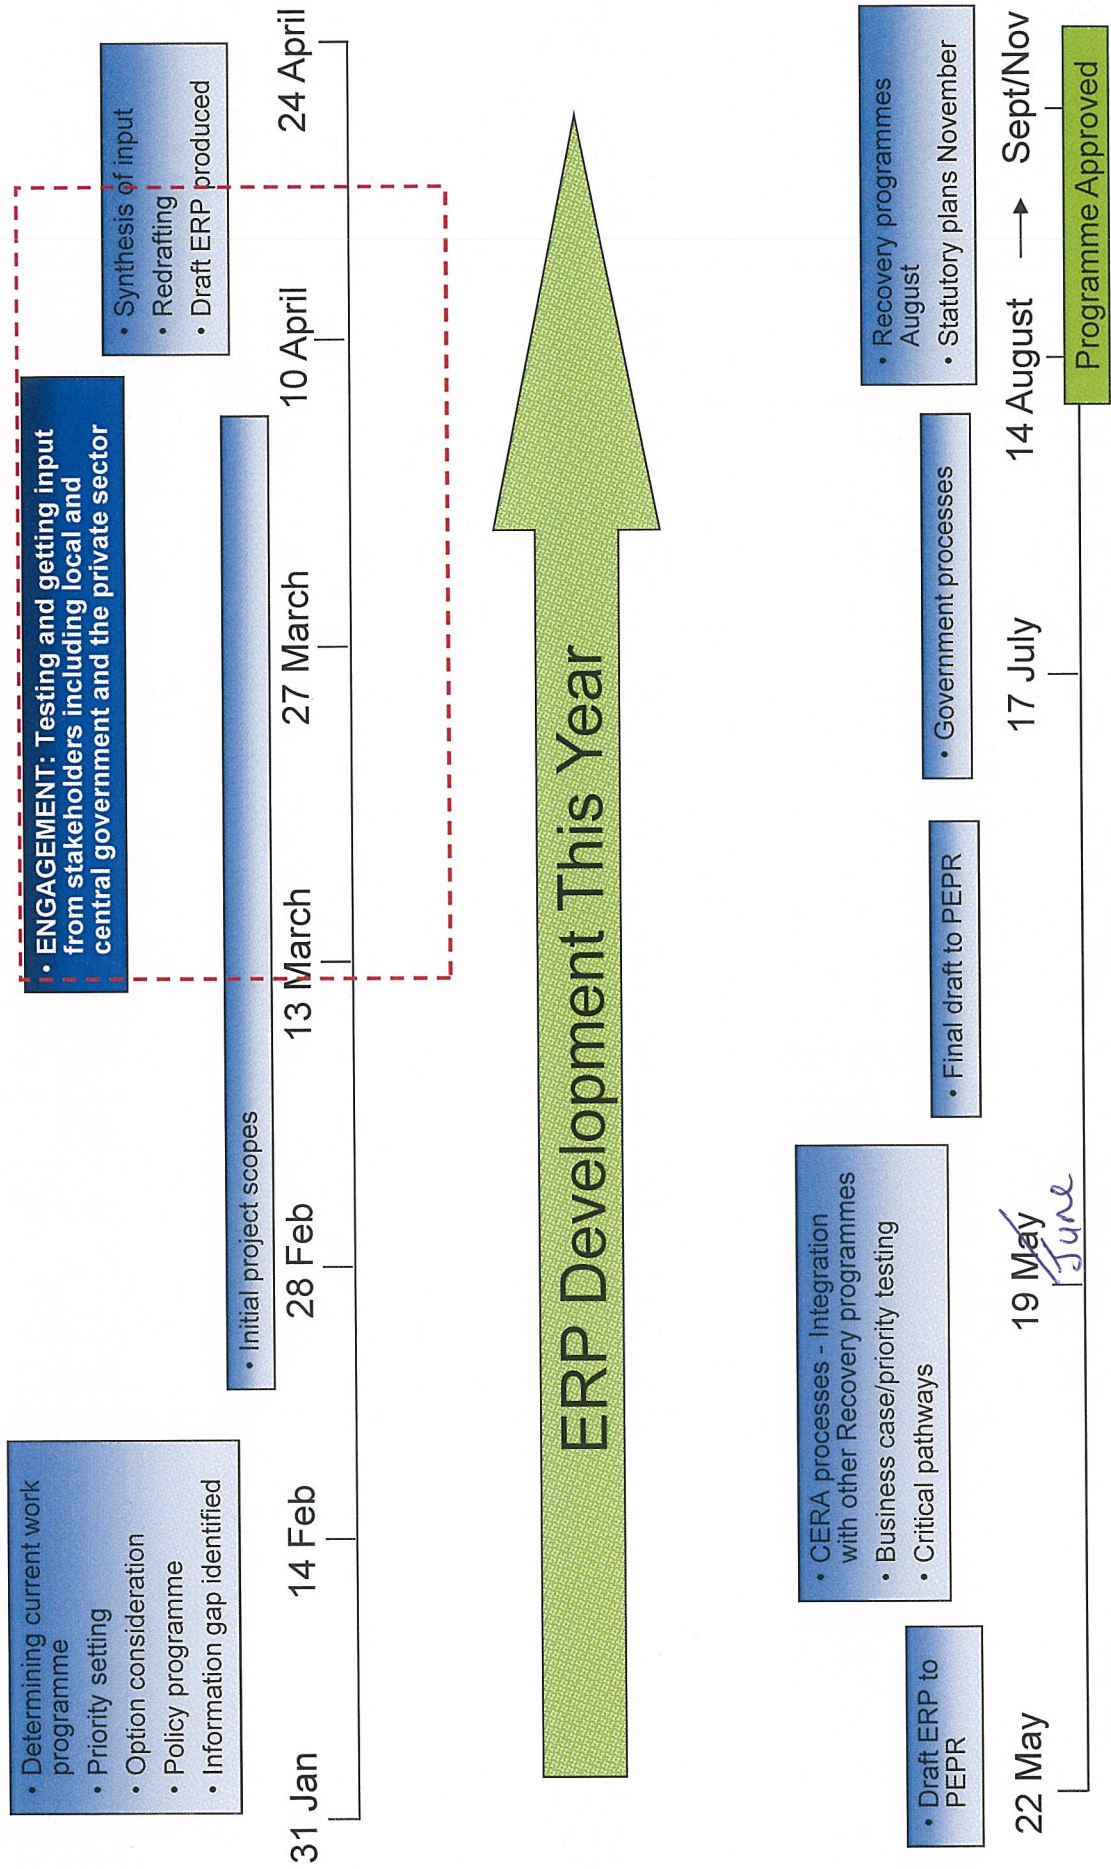 • Determining current work
programme
• Priority setting
• Option consideration
• Policy programme
• Information gap identified
• Initial project scopes
• ENGAGEMENT: Testing and getting input
from stakeholders including local and
central government and the private sector
• Synthesis of input
• Redrafting
• Draft ERP produced
31 Jan
14 Feb
28 Feb
13 March
27 March
10 April
24 April
ERP Development This Year
• Draft ERP to
PEPR
• CERA processes - Integration
with other Recovery programmes
• Business case/priority testing
• Critical pathways
• Final draft to PEPR
• Government processes
• Recovery programmes
August
• Statutory plans November
22 May
19 May
June
17 July
14 August → Sept/Nov
Programme Approved